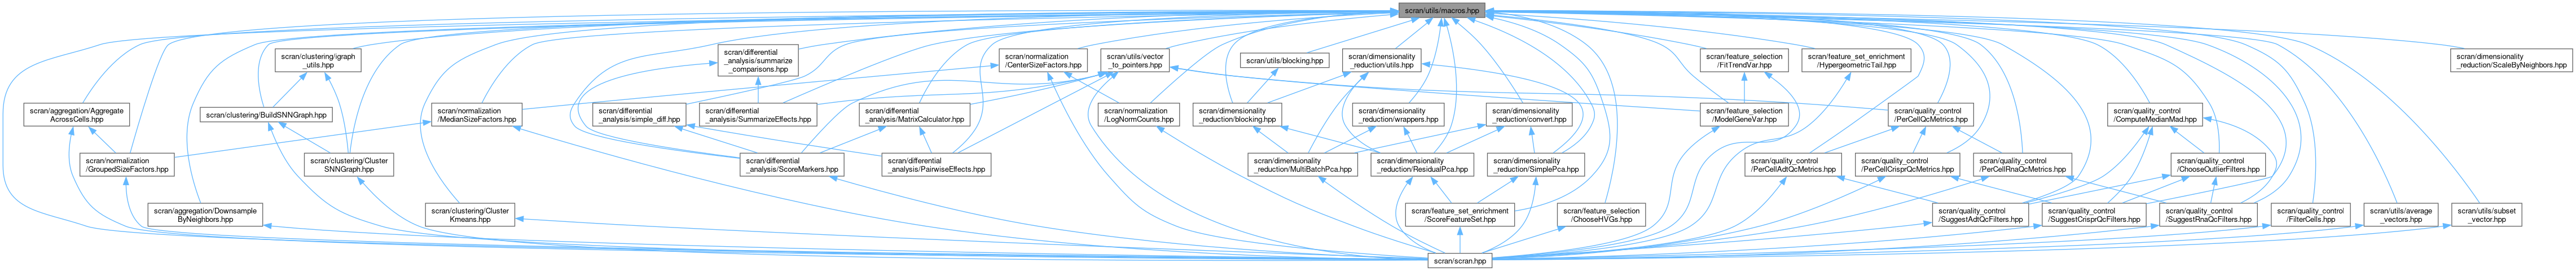 scran/utils/macros.hpp
scran/clustering/igraph
_utils.hpp
scran/differential
_analysis/summarize
_comparisons.hpp
scran/normalization
/CenterSizeFactors.hpp
scran/utils/vector
_to_pointers.hpp
scran/utils/blocking.hpp
scran/dimensionality
_reduction/utils.hpp
scran/feature_selection
/FitTrendVar.hpp
scran/feature_set_enrichment
/HypergeometricTail.hpp
scran/dimensionality
_reduction/ScaleByNeighbors.hpp
scran/aggregation/Aggregate
AcrossCells.hpp
scran/clustering/BuildSNNGraph.hpp
scran/normalization
/MedianSizeFactors.hpp
scran/differential
_analysis/simple_diff.hpp
scran/differential
_analysis/SummarizeEffects.hpp
scran/differential
_analysis/MatrixCalculator.hpp
scran/normalization
/LogNormCounts.hpp
scran/dimensionality
_reduction/blocking.hpp
scran/dimensionality
_reduction/wrappers.hpp
scran/dimensionality
_reduction/convert.hpp
scran/feature_selection
/ModelGeneVar.hpp
scran/quality_control
/PerCellQcMetrics.hpp
scran/quality_control
/ComputeMedianMad.hpp
scran/normalization
/GroupedSizeFactors.hpp
scran/clustering/Cluster
SNNGraph.hpp
scran/differential
_analysis/ScoreMarkers.hpp
scran/differential
_analysis/PairwiseEffects.hpp
scran/dimensionality
_reduction/MultiBatchPca.hpp
scran/dimensionality
_reduction/ResidualPca.hpp
scran/dimensionality
_reduction/SimplePca.hpp
scran/quality_control
/PerCellAdtQcMetrics.hpp
scran/quality_control
/PerCellCrisprQcMetrics.hpp
scran/quality_control
/PerCellRnaQcMetrics.hpp
scran/quality_control
/ChooseOutlierFilters.hpp
scran/aggregation/Downsample
ByNeighbors.hpp
scran/clustering/Cluster
Kmeans.hpp
scran/feature_set_enrichment
/ScoreFeatureSet.hpp
scran/feature_selection
/ChooseHVGs.hpp
scran/quality_control
/SuggestAdtQcFilters.hpp
scran/quality_control
/SuggestCrisprQcFilters.hpp
scran/quality_control
/SuggestRnaQcFilters.hpp
scran/quality_control
/FilterCells.hpp
scran/utils/average
_vectors.hpp
scran/utils/subset
_vector.hpp
scran/scran.hpp